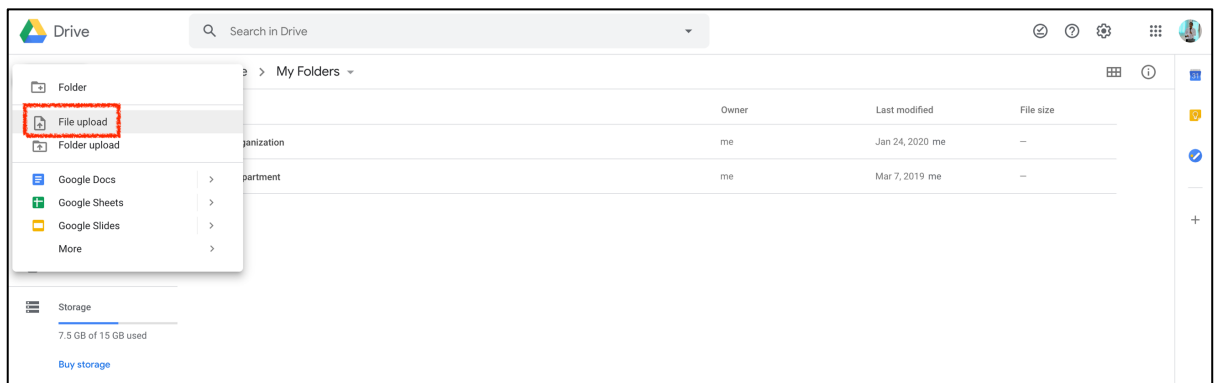 Drive
Search in Drive
> My Folders
Folder
File upload
Folder upload
Google Docs
Google Sheets
Google Slides
More
Owner Last modified File size
me Jan 24, 2020 me —
me Mar 7, 2019 me —
31
Storage
7.5 GB of 15 GB used
Buy storage